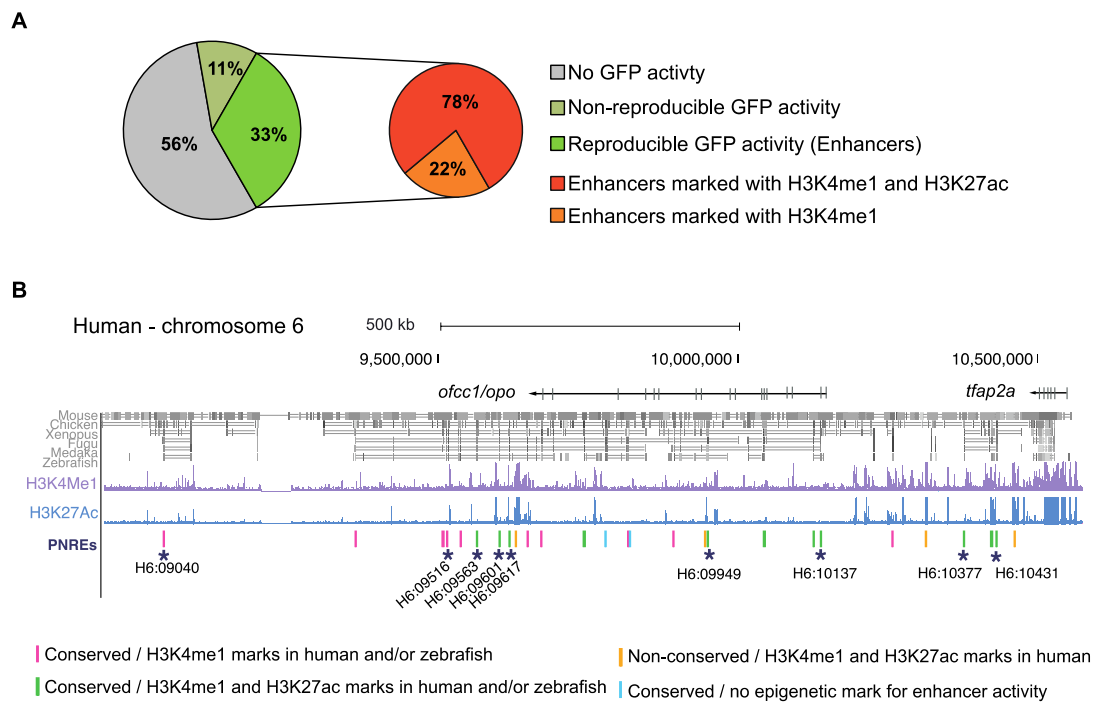 A
11%
56%
33%
78%
22%
No GFP activty
Non-reproducible GFP activity
Reproducible GFP activity (Enhancers)
Enhancers marked with H3K4me1 and H3K27ac
Enhancers marked with H3K4me1
B
Human - chromosome 6
500 kb
9,500,000
10,000,000
10,500,000
ofcc1/opo
tfap2a
Mouse
Chicken
Xenopus
Fugu
Medaka
Zebrafish
H3K4Me1
H3K27Ac
PNREs
* * * * * * * * *
H6:09040
H6:09516
H6:09563
H6:09601
H6:09617
H6:09949
H6:10137
H6:10377
H6:10431
Conserved / H3K4me1 marks in human and/or zebrafish
Conserved / H3K4me1 and H3K27ac marks in human and/or zebrafish
Non-conserved / H3K4me1 and H3K27ac marks in human
Conserved / no epigenetic mark for enhancer activity